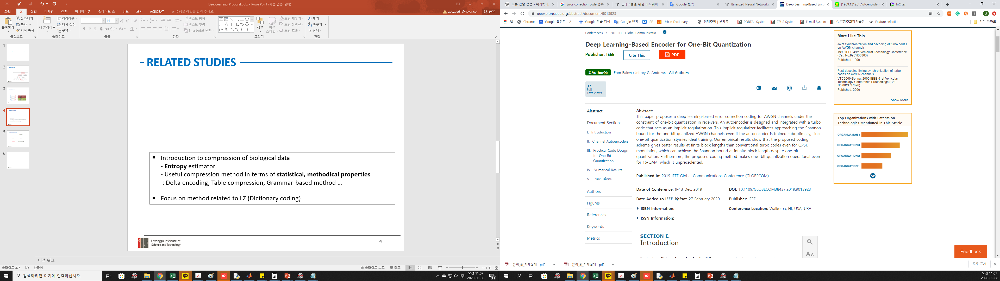 DeepLearning_Proposal.pptx - PowerPoint (제품 인증 실패)
파일 홈 삽입 디자인 전환 애니메이션 슬라이드 쇼 검토 보기 ACROBAT 수행할 작업을 알려 주세요.
zoazoa61@naver.com 공유
붙여넣기
잘라내기
복사
서식 복사
클립보드
새 슬라이드
레이아웃
다시 설정
구역
슬라이드
14
가 가 가 S abc 가간 Aa 가
글꼴
텍스트 방향
텍스트 맞춤
SmartArt로 변환
단락
정렬
빠른 스타일
도형 채우기
도형 윤곽선
도형 효과
그리기
찾기
바꾸기
선택
편집
1
2
3
4
5
6
RELATED STUDIES
Introduction to compression of biological data
- Entropy estimator
- Useful compression method in terms of statistical, methodical properties
: Delta encoding, Table compression, Grammar-based method ...
Focus on method related to LZ (Dictionary coding)
Gwangju Institute of
Science and Technology
4
이전 워크
슬라이드 4/6 한국어
슬라이드 노트 메모 111 %
검색하려면 여기에 입력하십시오.
오전 11:07
2020-05-08
11
오류 검출 정정 - 위키백과
Error correction code 종류
김대리들을 위한 하드웨어
Google 번역
Binarized Neural Networks
Deep Learning-Based Enco
[1909.12120] Autoencoder
InCites
ieeexplore.ieee.org/abstract/document/9013923
앱 Chrome Google 캘린더 - 2... Google 학술 검색 Google 번역 ISP Urban Dictionary, J... 임대주택 | 분양공... PORTAL System ZEUS System E-mail System GIST광주과학기술원 Feature selection -... 기타 북마크
Conferences > 2019 IEEE Global Communicatio...
Deep Learning-Based Encoder for One-Bit Quantization
Publisher: IEEE Cite This PDF
2 Author(s) Eren Balevi ; Jeffrey G. Andrews All Authors
37
Full
Text Views
Abstract
Document Sections
I. Introduction
II. Channel Autoencoders
III. Practical Code Design
for One-Bit
Quantization
IV. Numerical Results
V. Conclusions
Authors
Figures
References
Keywords
Metrics
Abstract:
This paper proposes a deep learning-based error correction coding for AWGN channels under the
constraint of one-bit quantization in receivers. An autoencoder is designed and integrated with a turbo
code that acts as an implicit regularization. This implicit regularizer facilitates approaching the Shannon
bound for the one-bit quantized AWGN channels even if the autoencoder is trained suboptimally, since
one-bit quantization stymies ideal training. Our empirical results show that the proposed coding
scheme gives better results at finite block lengths than conventional turbo codes even for QPSK
modulation, which can achieve the Shannon bound at infinite block length despite one-bit
quantization. Furthermore, the proposed coding method makes one- bit quantization operational even
for 16-QAM, which is unprecedented.
Published in: 2019 IEEE Global Communications Conference (GLOBECOM)
Date of Conference: 9-13 Dec. 2019 DOI: 10.1109/GLOBECOM38437.2019.9013923
Date Added to IEEE Xplore: 27 February 2020 Publisher: IEEE
ISBN Information: Conference Location: Waikoloa, HI, USA, USA
ISSN Information:
SECTION I.
Introduction
More Like This
Joint synchronization and decoding of turbo codes
on AWGN channels
1999 IEEE 49th Vehicular Technology Conference
(Cat. No.99CH36363)
Published: 1999
Post-decoding timing synchronization of turbo
codes on AWGN channels
VTC2000-Spring. 2000 IEEE 51st Vehicular
Technology Conference Proceedings (Cat.
No.00CH37026)
Published: 2000
Show More
Top Organizations with Patents on
Technologies Mentioned in This Article
ORGANIZATION 4
ORGANIZATION 3
ORGANIZATION 2
ORGANIZATION 1
Feedback
붙임_5)_기계설계....pdf
붙임_5)_기계설계....pdf
모두 표시
오전 11:07
2020-05-08